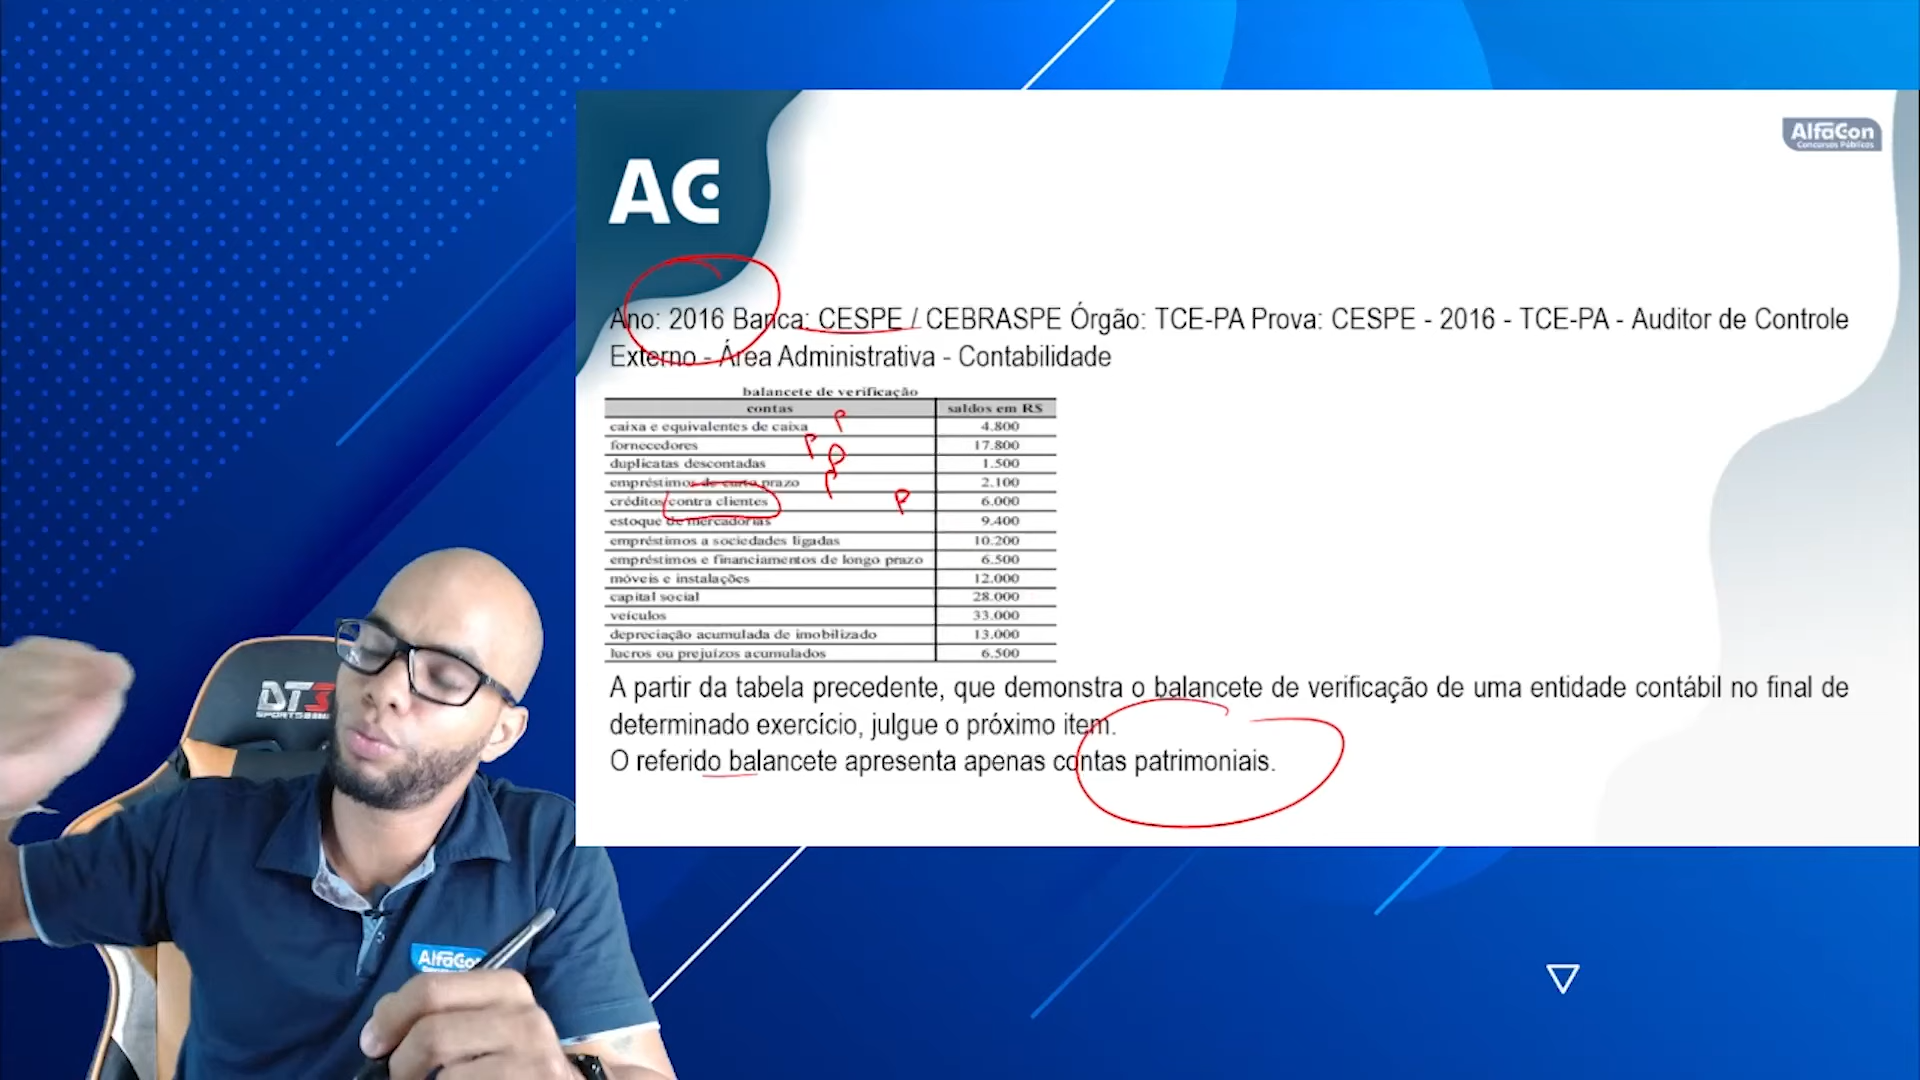 AlfaCon
Concursos Públicos
AC
Ano: 2016 Banca: CESPE / CEBRASPE Órgão: TCE-PA Prova: CESPE - 2016 - TCE-PA - Auditor de Controle
Externo - Área Administrativa - Contabilidade
balancete de verificação
contas saldos em R$
caixa e equivalentes de caixa 4.800
P
fornecedores 17.800
P
duplicatas descontadas 1.500
P
empréstimos de curto prazo 2.100
P
créditos contra clientes 6.000
P
estoque de mercadorias 9.400
empréstimos a sociedades ligadas 10.200
empréstimos e financiamentos de longo prazo 6.500
móveis e instalações 12.000
capital social 28.000
veículos 33.000
depreciação acumulada de imobilizado 13.000
lucros ou prejuízos acumulados 6.500
A partir da tabela precedente, que demonstra o balancete de verificação de uma entidade contábil no final de
determinado exercício, julgue o próximo item.
O referido balancete apresenta apenas contas patrimoniais.
DT3
AlfaCon